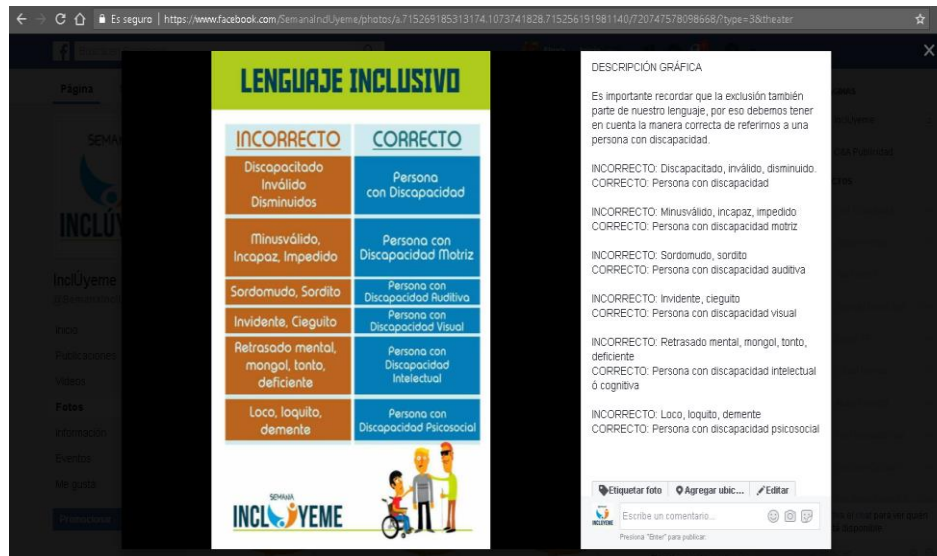 Es seguro | https://www.facebook.com/SemanaIndUyeme/photos/a.715269185313174.1073741828.715256191981140/720747578098668/?type=3&theater
Página
SEMANA
INCLÚY
InclÜyeme
Inicio
Publicaciones
Videos
Fotos
Información
Eventos
Me gusta
Promocionar
LENGUAJE INCLUSIVO
INCORRECTO
CORRECTO
Discapacitado
Inválido
Disminuidos
Persona
con Discapacidad
Minusválido,
Incapaz, Impedido
Persona con
Discapacidad Motriz
Sordomudo, Sordito
Persona con
Discapacidad Auditiva
Invidente, Cieguito
Persona con
Discapacidad Visual
Retrasado mental,
mongol, tonto,
deficiente
Persona con
Discapacidad
Intelectual
Loco, loquito,
demente
Persona con
Discapacidad Psicosocial
SEMANA
INCLÚYEME
DESCRIPCIÓN GRÁFICA
Es importante recordar que la exclusión también
parte de nuestro lenguaje, por eso debemos tener
en cuenta la manera correcta de referirnos a una
persona con discapacidad.
INCORRECTO: Discapacitado, inválido, disminuido.
CORRECTO: Persona con discapacidad
INCORRECTO: Minusválido, incapaz, impedido
CORRECTO: Persona con discapacidad motriz
INCORRECTO: Sordomudo, sordito
CORRECTO: Persona con discapacidad auditiva
INCORRECTO: Invidente, cieguito
CORRECTO: Persona con discapacidad visual
INCORRECTO: Retrasado mental, mongol, tonto,
deficiente
CORRECTO: Persona con discapacidad intelectual
ó cognitiva
INCORRECTO: Loco, loquito, demente
CORRECTO: Persona con discapacidad psicosocial
Etiquetar foto
Agregar ubic...
Editar
INCLÚYEME
Escribe un comentario...
Presiona "Enter" para publicar.